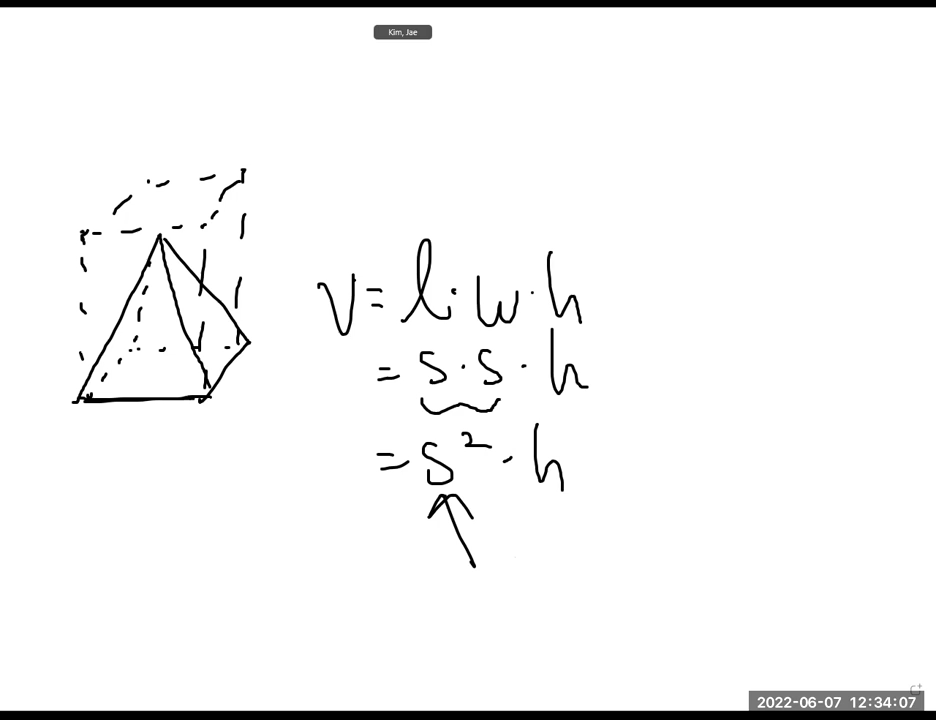 Kim, Jae
V = l · w · h
= s · s · h
= s² · h
2022-06-07 12:34:07